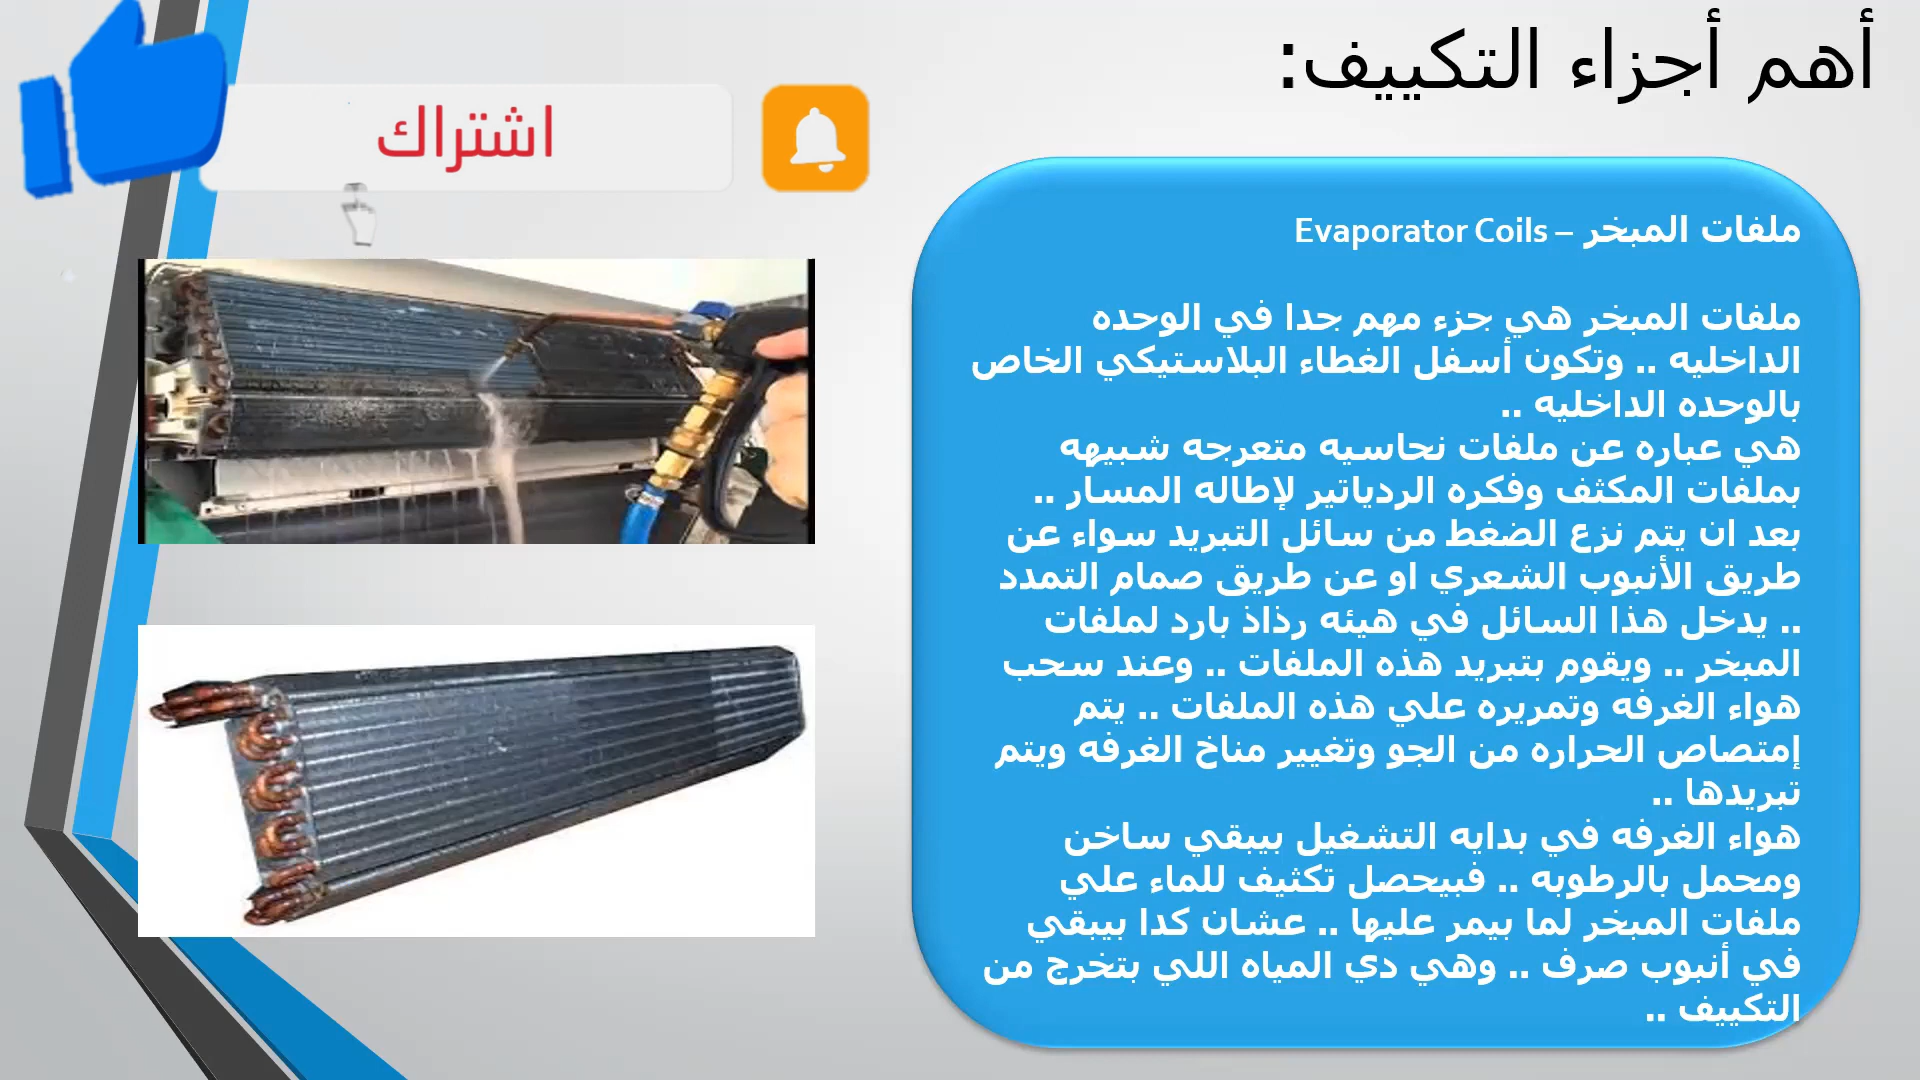 أهم أجزاء التكييف:
اشتراك
ملفات المبخر – Evaporator Coils
ملفات المبخر هي جزء مهم جدا في الوحده
الداخليه .. وتكون أسفل الغطاء البلاستيكي الخاص
بالوحده الداخليه ..
هي عباره عن ملفات نحاسيه متعرجه شبيهه
بملفات المكثف وفكره الردياتير لإطاله المسار ..
بعد ان يتم نزع الضغط من سائل التبريد سواء عن
طريق الأنبوب الشعري او عن طريق صمام التمدد
.. يدخل هذا السائل في هيئه رذاذ بارد لملفات
المبخر .. ويقوم بتبريد هذه الملفات .. وعند سحب
هواء الغرفه وتمريره علي هذه الملفات .. يتم
إمتصاص الحراره من الجو وتغيير مناخ الغرفه ويتم
تبريدها ..
هواء الغرفه في بدايه التشغيل بيبقي ساخن
ومحمل بالرطوبه .. فبيحصل تكثيف للماء علي
ملفات المبخر لما بيمر عليها .. عشان كدا بيبقي
في أنبوب صرف .. وهي دي المياه اللي بتخرج من
التكييف ..